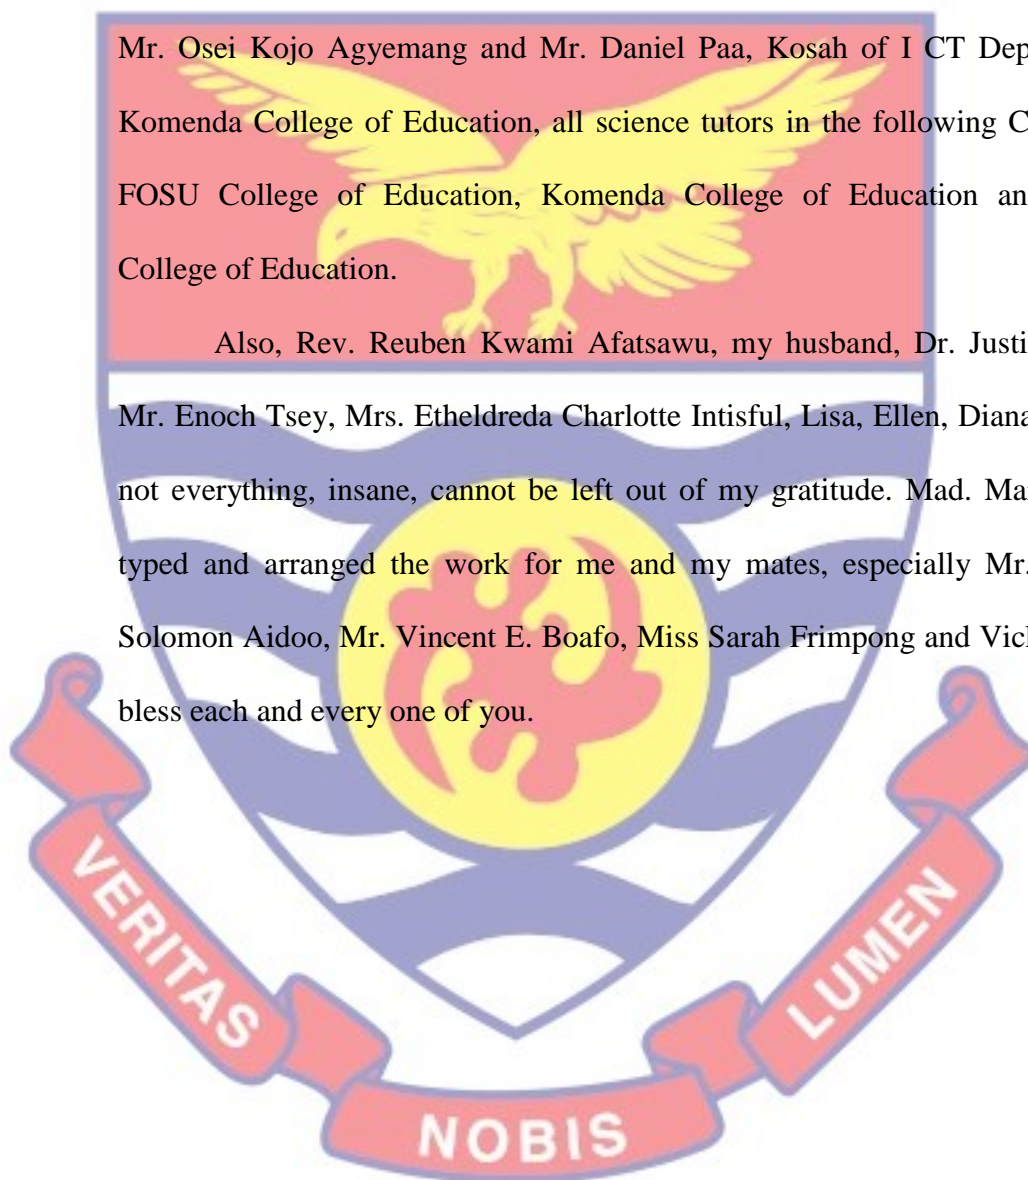 Mr. Osei Kojo Agyemang and Mr. Daniel Paa, Kosah of I CT Dep
Komenda College of Education, all science tutors in the following C
FOSU College of Education, Komenda College of Education an
College of Education.
Also, Rev. Reuben Kwami Afatsawu, my husband, Dr. Justi
Mr. Enoch Tsey, Mrs. Etheldreda Charlotte Intisful, Lisa, Ellen, Diana
not everything, insane, cannot be left out of my gratitude. Mad. Mar
typed and arranged the work for me and my mates, especially Mr.
Solomon Aidoo, Mr. Vincent E. Boafo, Miss Sarah Frimpong and Vic
bless each and every one of you.
VERITAS
NOBIS
LUMEN